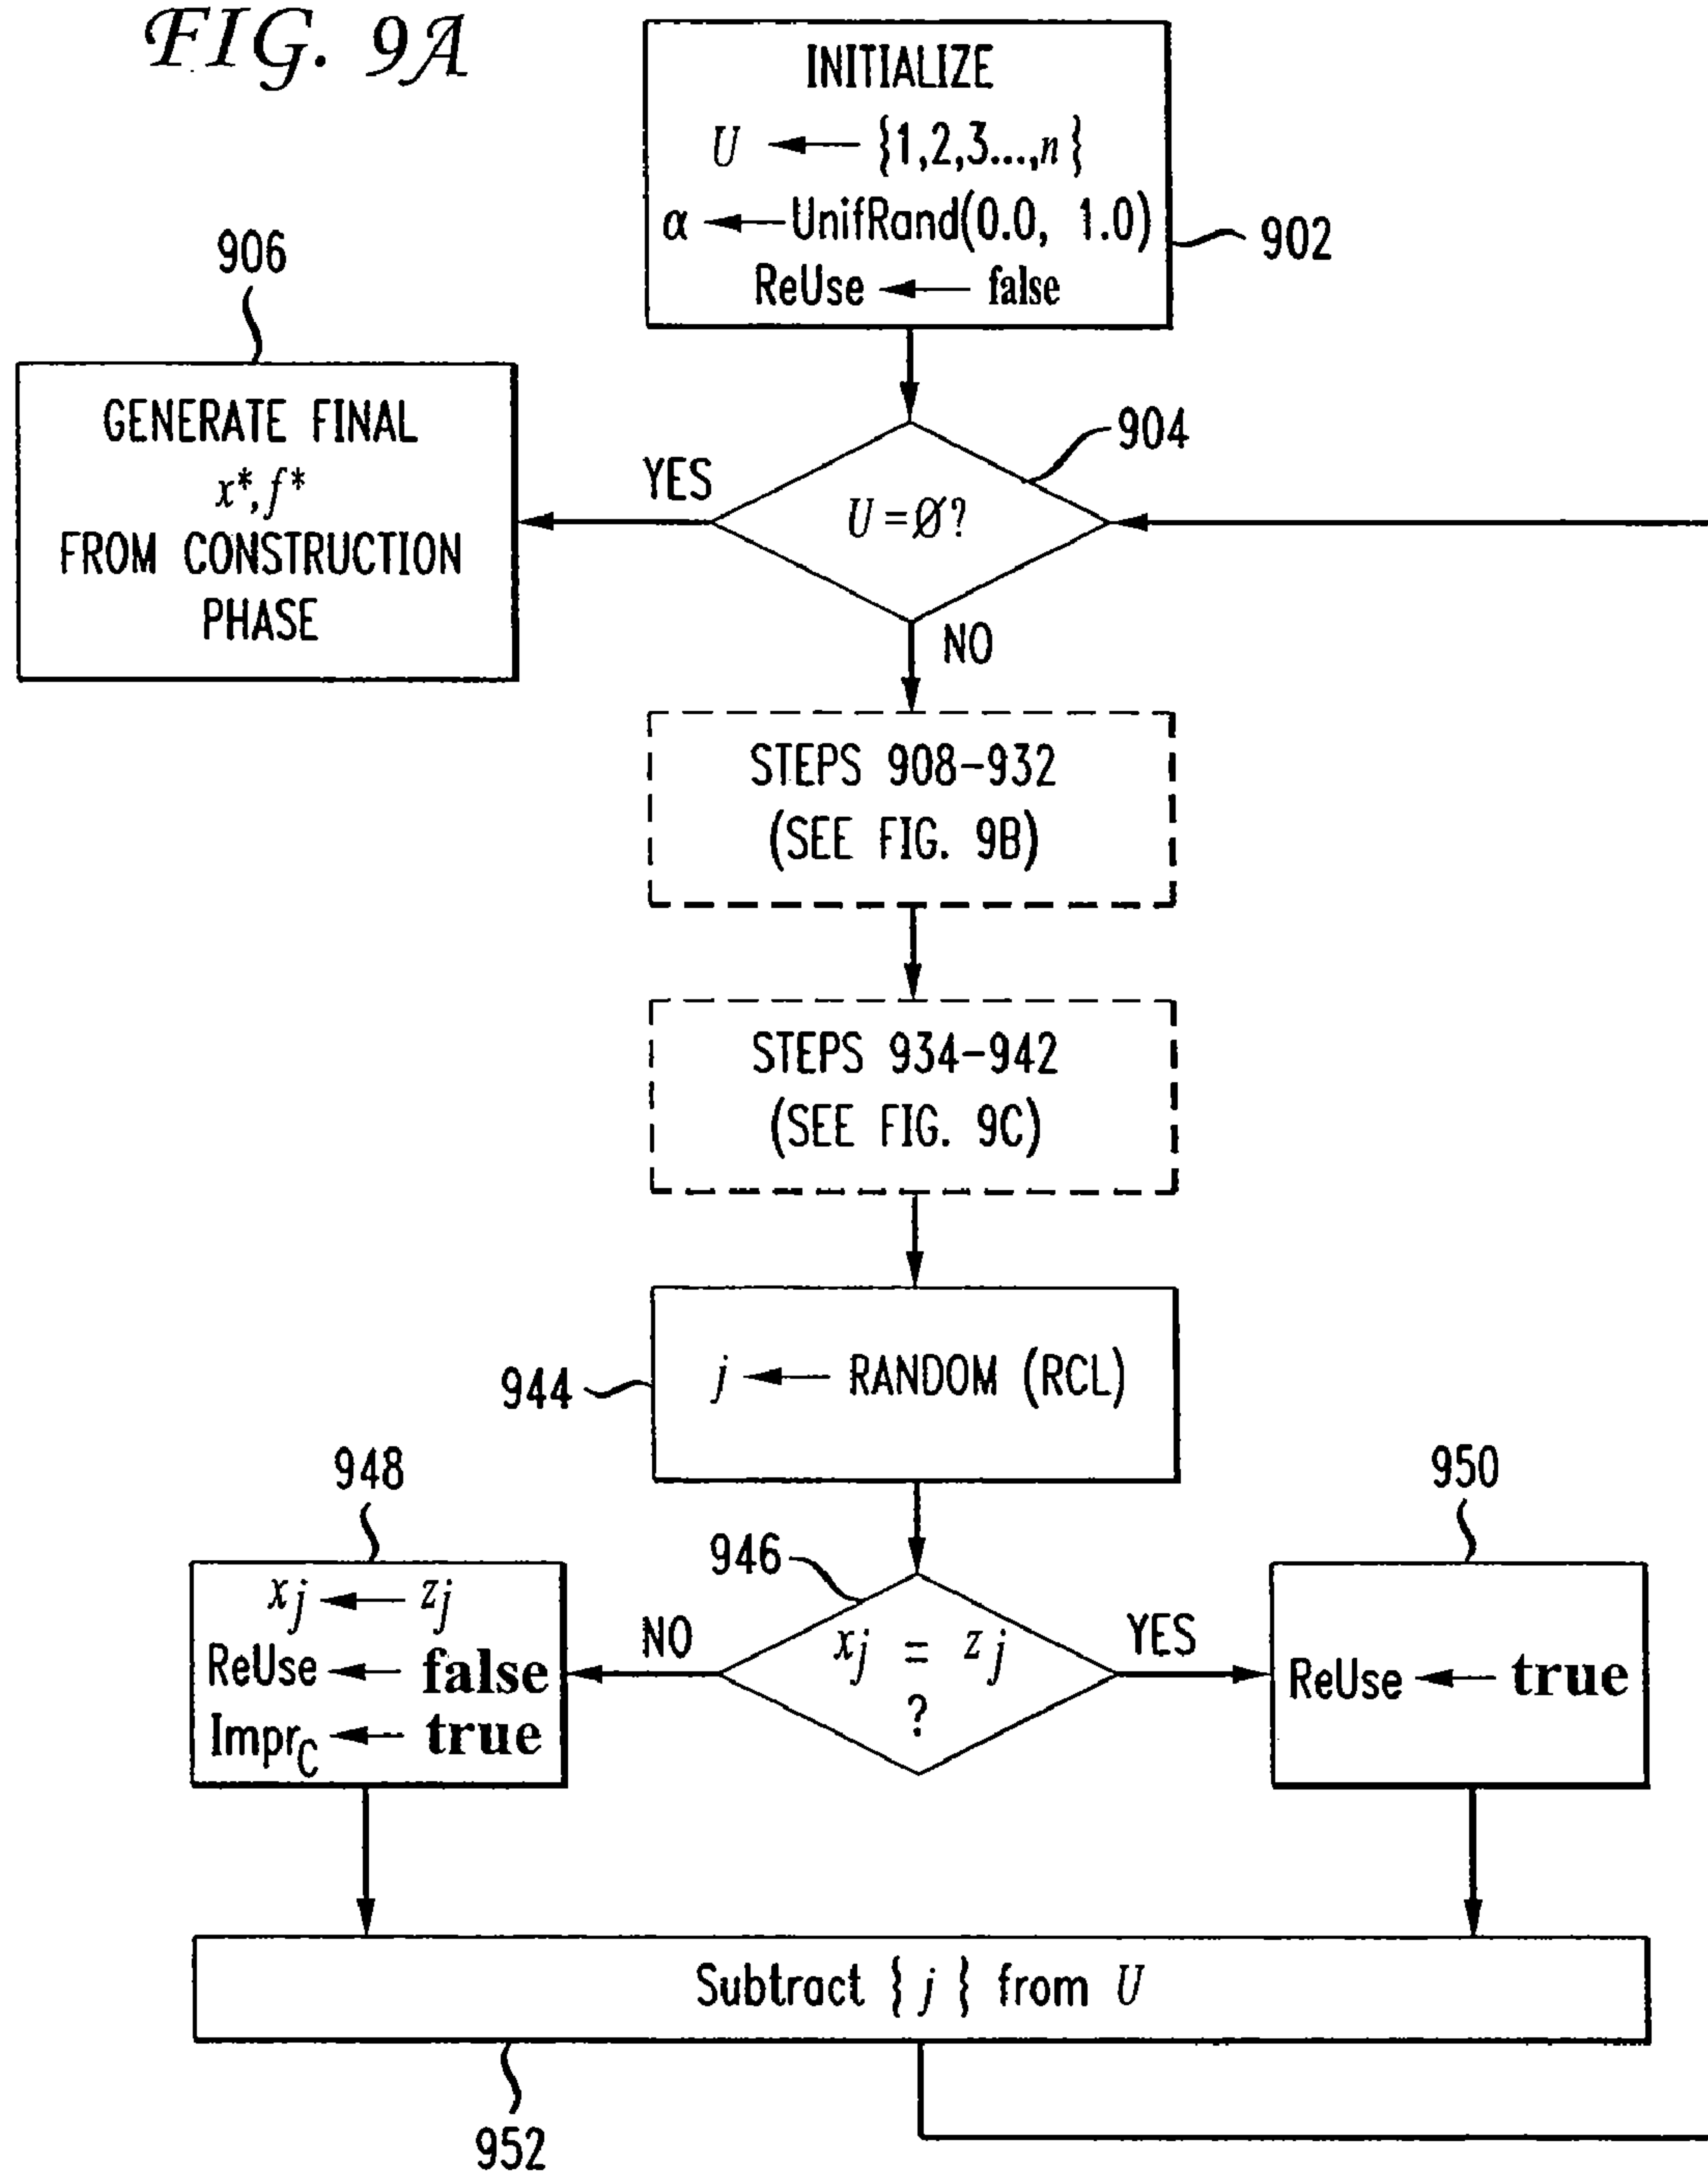 FIG. 9A
INITIALIZE
U ← {1,2,3...,n}
α ← UnifRand(0.0, 1.0)
ReUse ← false
902
906
GENERATE FINAL
x*,f*
FROM CONSTRUCTION
PHASE
904
YES
U = Ø?
NO
STEPS 908-932
(SEE FIG. 9B)
STEPS 934-942
(SEE FIG. 9C)
944
j ← RANDOM (RCL)
948
946
950
xj ← zj
ReUse ← false
ImprC ← true
NO
xj = zj
?
YES
ReUse ← true
Subtract { j } from U
952